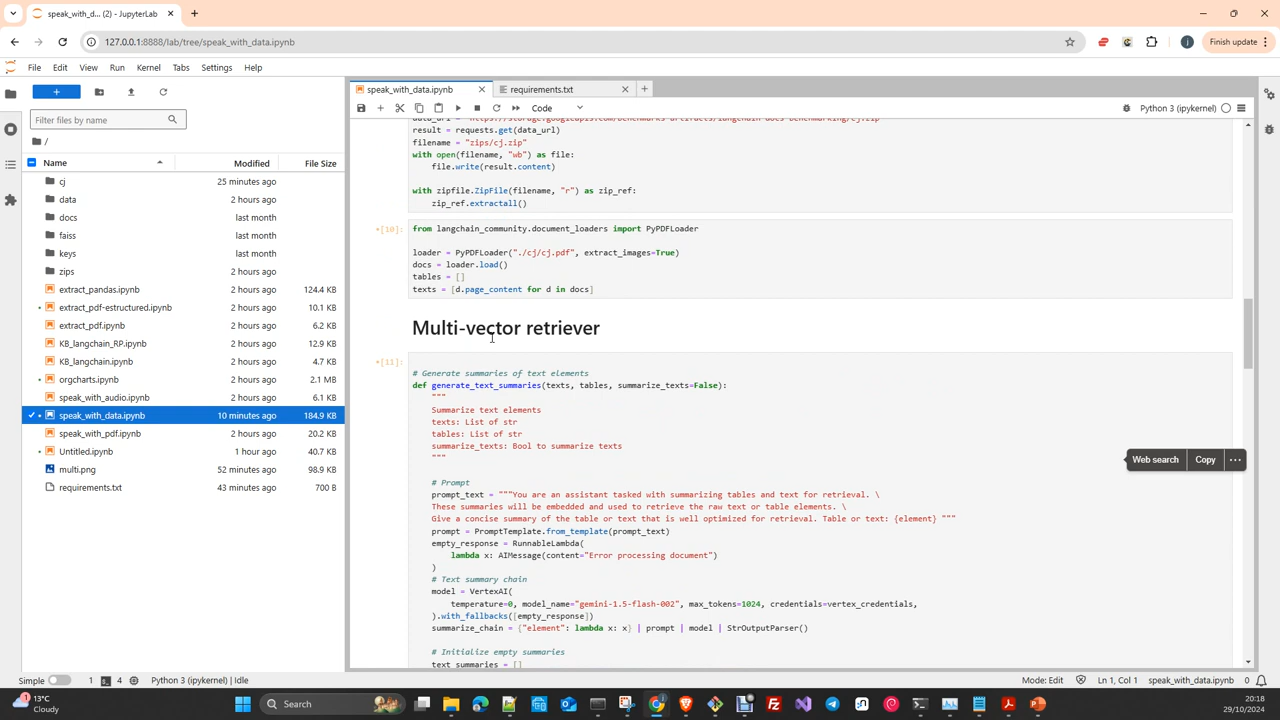 speak_with_d... (2) - JupyterLab
127.0.0.1:8888/lab/tree/speak_with_data.ipynb
Finish update
File Edit View Run Kernel Tabs Settings Help
speak_with_data.ipynb
requirements.txt
Code
Python 3 (ipykernel)
Filter files by name
/
Name Modified File Size
cj 25 minutes ago
data 2 hours ago
docs last month
faiss last month
keys last month
zips 2 hours ago
extract_pandas.ipynb 2 hours ago 124.4 KB
extract_pdf-estructured.ipynb 2 hours ago 10.1 KB
extract_pdf.ipynb 2 hours ago 6.2 KB
KB_langchain_RP.ipynb 2 hours ago 12.9 KB
KB_langchain.ipynb 2 hours ago 4.7 KB
orgcharts.ipynb 2 hours ago 2.1 MB
speak_with_audio.ipynb 2 hours ago 6.1 KB
speak_with_data.ipynb 10 minutes ago 184.9 KB
speak_with_pdf.ipynb 2 hours ago 20.2 KB
Untitled.ipynb 1 hour ago 40.7 KB
multi.png 52 minutes ago 98.9 KB
requirements.txt 43 minutes ago 700 B
data_url = "https://storage.googleapis.com/benchmarks-artifacts/langchain-docs-benchmarking/cj.zip"
result = requests.get(data_url)
filename = "zips/cj.zip"
with open(filename, "wb") as file:
file.write(result.content)
with zipfile.ZipFile(filename, "r") as zip_ref:
zip_ref.extractall()
[10]:
from langchain_community.document_loaders import PyPDFLoader
loader = PyPDFLoader("./cj/cj.pdf", extract_images=True)
docs = loader.load()
tables = []
texts = [d.page_content for d in docs]
Multi-vector retriever
[13]:
# Generate summaries of text elements
def generate_text_summaries(texts, tables, summarize_texts=False):
"""
Summarize text elements
texts: List of str
tables: List of str
summarize_texts: Bool to summarize texts
"""
Web search Copy ...
# Prompt
prompt_text = """You are an assistant tasked with summarizing tables and text for retrieval. \
These summaries will be embedded and used to retrieve the raw text or table elements. \
Give a concise summary of the table or text that is well optimized for retrieval. Table or text: {element} """
prompt = PromptTemplate.from_template(prompt_text)
empty_response = RunnableLambda(
lambda x: AIMessage(content="Error processing document")
)
# Text summary chain
model = VertexAI(
temperature=0, model_name="gemini-1.5-flash-002", max_tokens=1024, credentials=vertex_credentials,
).with_fallbacks([empty_response])
summarize_chain = {"element": lambda x: x} | prompt | model | StrOutputParser()
# Initialize empty summaries
text_summaries = []
Simple 1 4 Python 3 (ipykernel) | Idle
Mode: Edit Ln 1, Col 1 speak_with_data.ipynb 0
13°C
Cloudy
Search
20:18
29/10/2024